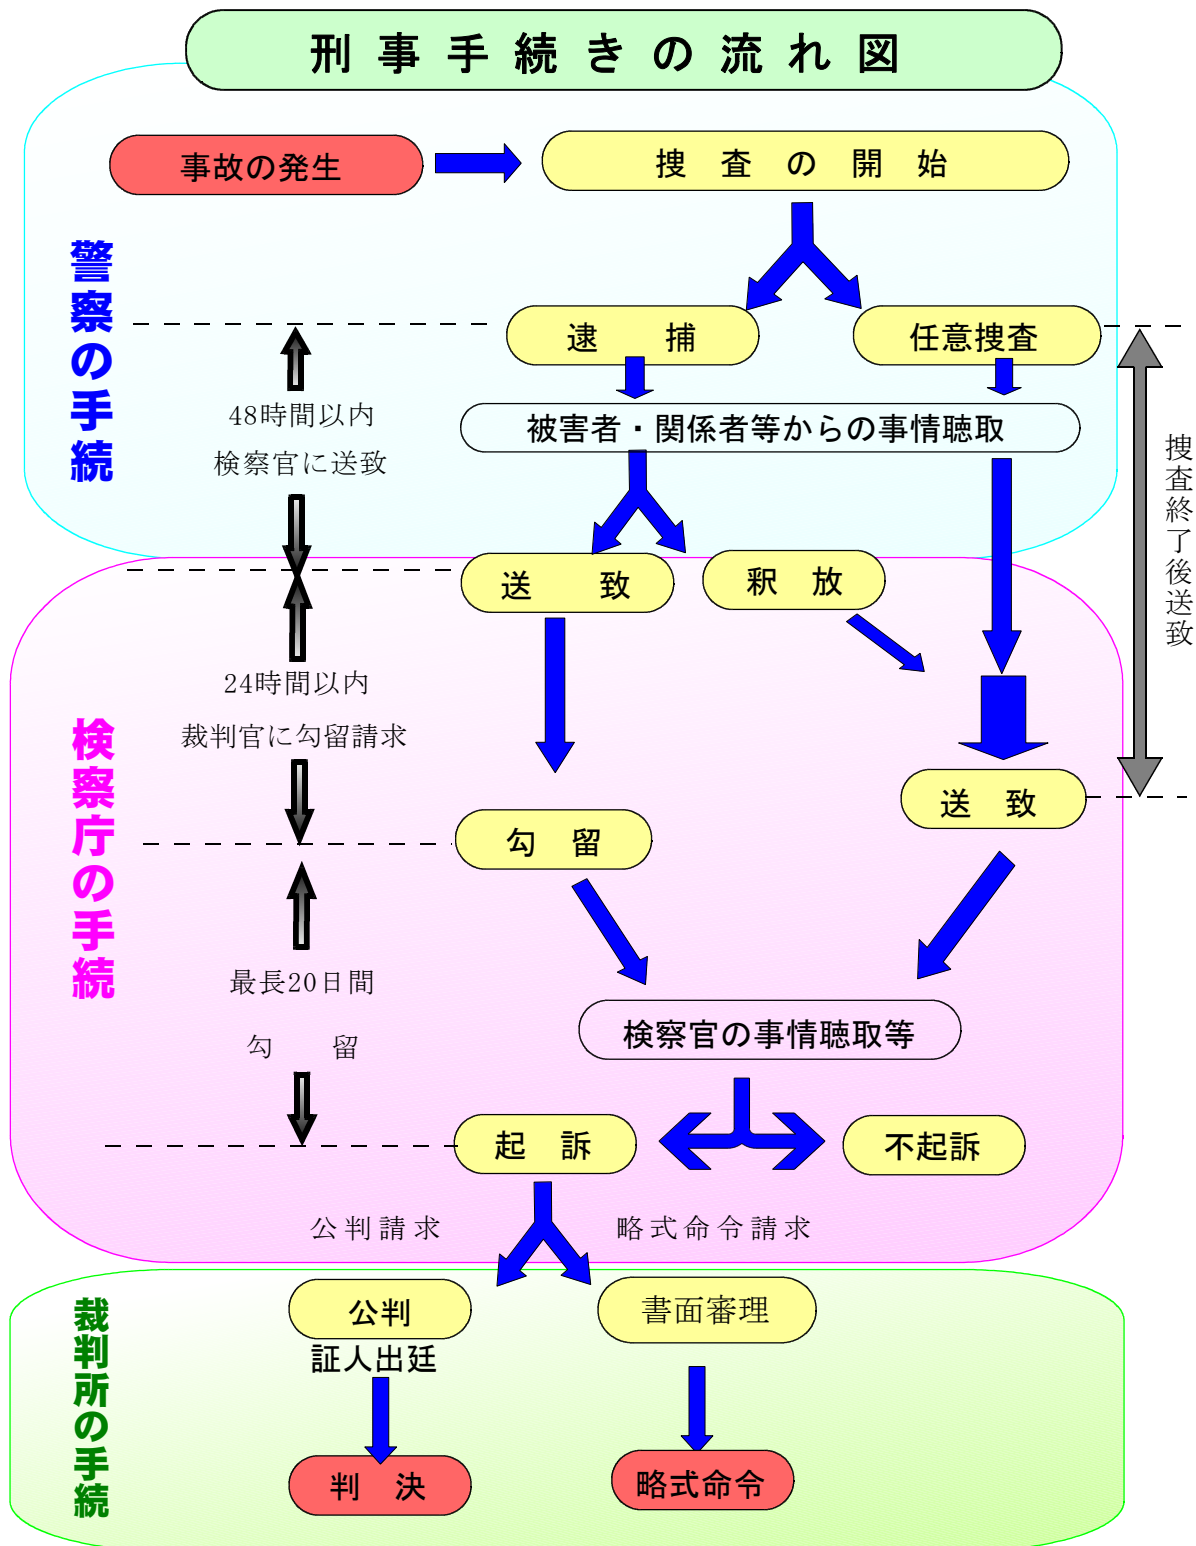 刑事手続きの流れ図
事故の発生
捜査の開始
警察の手続
逮捕
任意捜査
48時間以内
検察官に送致
被害者・関係者等からの事情聴取
捜査終了後送致
送致
釈放
24時間以内
裁判官に勾留請求
検察庁の手続
送致
勾留
最長20日間
勾留
検察官の事情聴取等
起訴
不起訴
公判請求
略式命令請求
裁判所の手続
公判
書面審理
証人出廷
判決
略式命令